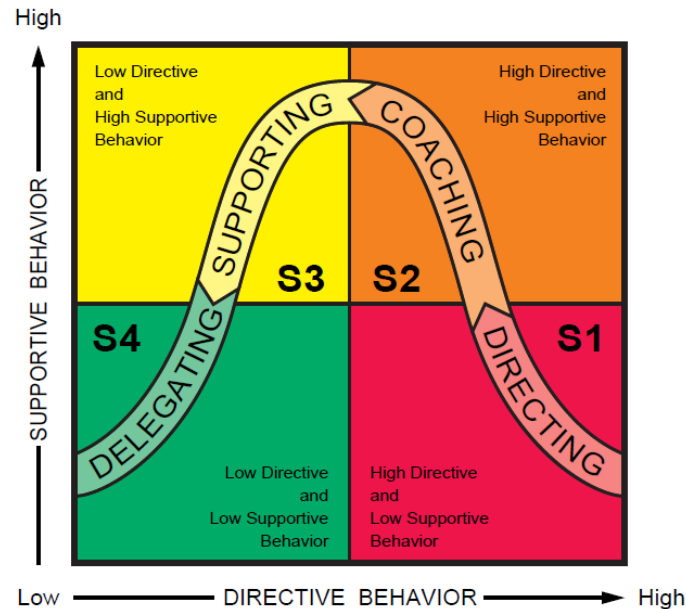 High
Low Directive
and
High Supportive
Behavior
High Directive
and
High Supportive
Behavior
SUPPORTING
COACHING
S3
S2
SUPPORTIVE BEHAVIOR
S4
S1
DELEGATING
DIRECTING
Low Directive
and
Low Supportive
Behavior
High Directive
and
Low Supportive
Behavior
Low
DIRECTIVE BEHAVIOR
High